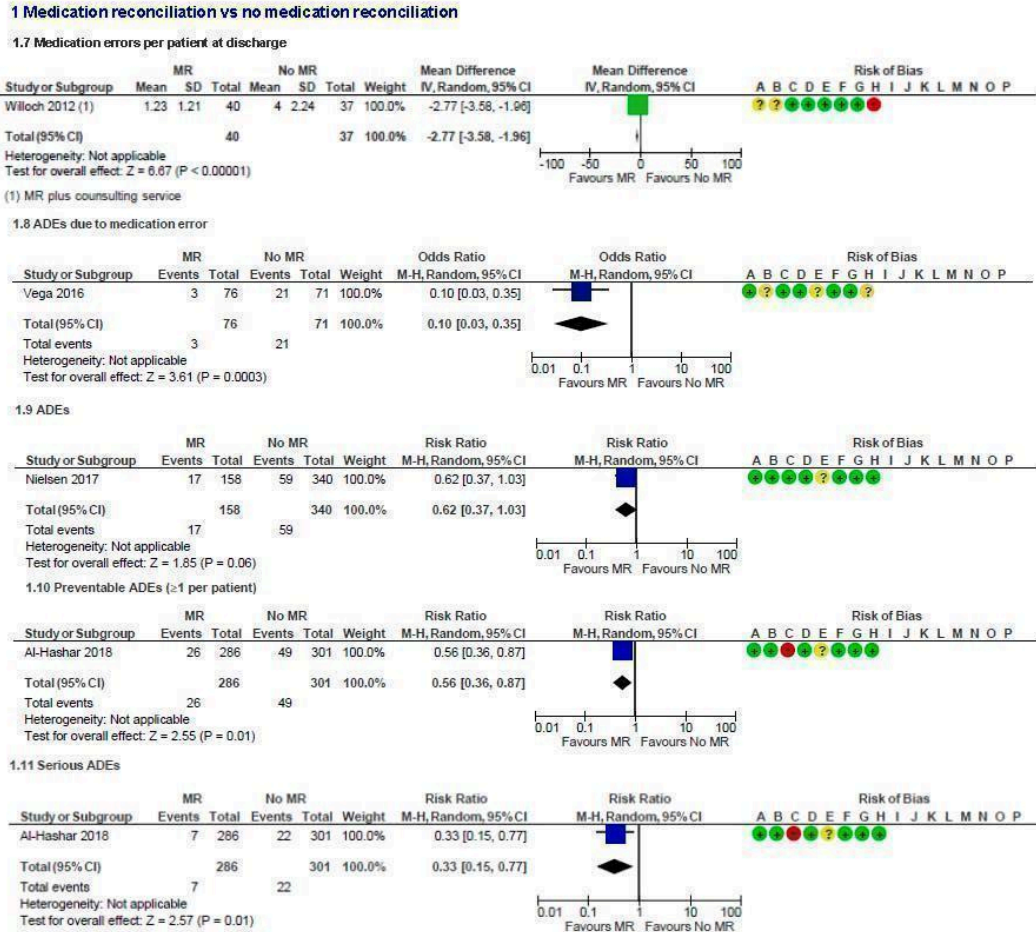 1 Medication reconciliation vs no medication reconciliation
1.7 Medication errors per patient at discharge
MR No MR Mean Difference Mean Difference Risk of Bias
Study or Subgroup Mean SD Total Mean SD Total Weight IV, Random, 95% CI IV, Random, 95% CI A B C D E F G H I J K L M N O P
Willoch 2012 (1) 1.23 1.21 40 4 2.24 37 100.0% -2.77 [-3.58, -1.96] ? ? + + + + + -
Total (95% CI) 40 37 100.0% -2.77 [-3.58, -1.96]
Heterogeneity: Not applicable
Test for overall effect: Z = 6.67 (P < 0.00001)
-100 -50 0 50 100
Favours MR Favours No MR
(1) MR plus counsulting service
1.8 ADEs due to medication error
MR No MR Odds Ratio Odds Ratio Risk of Bias
Study or Subgroup Events Total Events Total Weight M-H, Random, 95% CI M-H, Random, 95% CI A B C D E F G H I J K L M N O P
Vega 2016 3 76 21 71 100.0% 0.10 [0.03, 0.35] + ? + + ? + + ?
Total (95% CI) 76 71 100.0% 0.10 [0.03, 0.35]
Total events 3 21
Heterogeneity: Not applicable
Test for overall effect: Z = 3.61 (P = 0.0003)
0.01 0.1 1 10 100
Favours MR Favours No MR
1.9 ADEs
MR No MR Risk Ratio Risk Ratio Risk of Bias
Study or Subgroup Events Total Events Total Weight M-H, Random, 95% CI M-H, Random, 95% CI A B C D E F G H I J K L M N O P
Nielsen 2017 17 158 59 340 100.0% 0.62 [0.37, 1.03] + + + + ? + + +
Total (95% CI) 158 340 100.0% 0.62 [0.37, 1.03]
Total events 17 59
Heterogeneity: Not applicable
Test for overall effect: Z = 1.85 (P = 0.06)
0.01 0.1 1 10 100
Favours MR Favours No MR
1.10 Preventable ADEs (≥1 per patient)
MR No MR Risk Ratio Risk Ratio Risk of Bias
Study or Subgroup Events Total Events Total Weight M-H, Random, 95% CI M-H, Random, 95% CI A B C D E F G H I J K L M N O P
Al-Hashar 2018 26 286 49 301 100.0% 0.56 [0.36, 0.87] + + - + ? + + +
Total (95% CI) 286 301 100.0% 0.56 [0.36, 0.87]
Total events 26 49
Heterogeneity: Not applicable
Test for overall effect: Z = 2.55 (P = 0.01)
0.01 0.1 1 10 100
Favours MR Favours No MR
1.11 Serious ADEs
MR No MR Risk Ratio Risk Ratio Risk of Bias
Study or Subgroup Events Total Events Total Weight M-H, Random, 95% CI M-H, Random, 95% CI A B C D E F G H I J K L M N O P
Al-Hashar 2018 7 286 22 301 100.0% 0.33 [0.15, 0.77] + + - + ? + + +
Total (95% CI) 286 301 100.0% 0.33 [0.15, 0.77]
Total events 7 22
Heterogeneity: Not applicable
Test for overall effect: Z = 2.57 (P = 0.01)
0.01 0.1 1 10 100
Favours MR Favours No MR